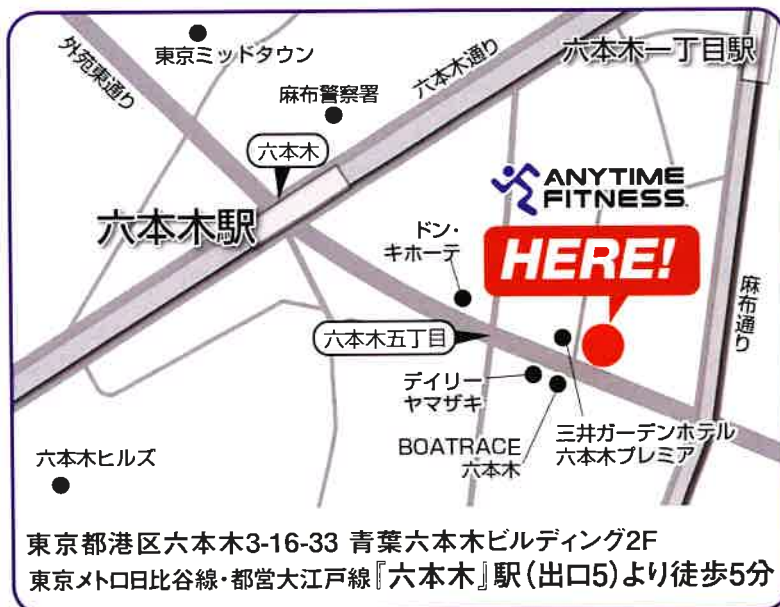 外苑東通り
東京ミッドタウン
麻布警察署
六本木通り
六本木一丁目駅
六本木
六本木駅
ANYTIME
FITNESS
HERE!
ドン・
キホーテ
麻布通り
六本木五丁目
デイリー
ヤマザキ
BOATRACE
六本木
三井ガーデンホテル
六本木プレミア
六本木ヒルズ
東京都港区六本木3-16-33 青葉六本木ビルディング2F
東京メトロ日比谷線・都営大江戸線『六本木』駅(出口5)より徒歩5分